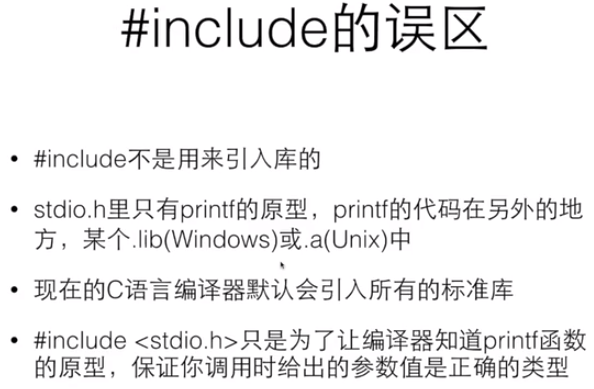 #include的误区
• #include不是用来引入库的
• stdio.h里只有printf的原型，printf的代码在另外的地
方，某个.lib(Windows)或.a(Unix)中
• 现在的C语言编译器默认会引入所有的标准库
• #include <stdio.h>只是为了让编译器知道printf函数
的原型，保证你调用时给出的参数值是正确的类型